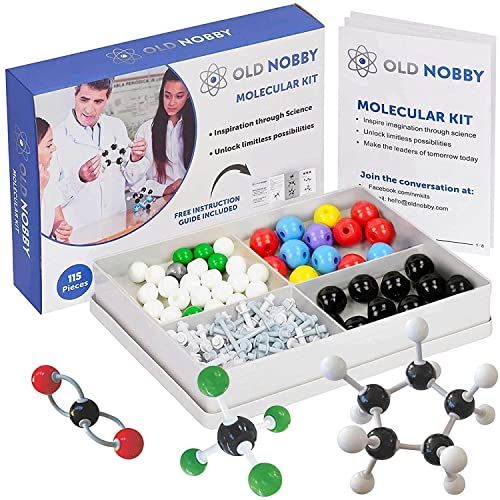 OLD NOBBY
MOLECULAR KIT
• Inspiration through Science
• Unlock limitless possibilities
FREE INSTRUCTION
GUIDE INCLUDED
OLD NOBBY
MOLECULAR KIT
115
Pieces
OLD NOBBY
MOLECULAR KIT
• Inspire imagination through science
• Unlock limitless possibilities
• Make the leaders of tomorrow today
Join the conversation at:
Facebook.com/nmkits
hello@oldnobby.com